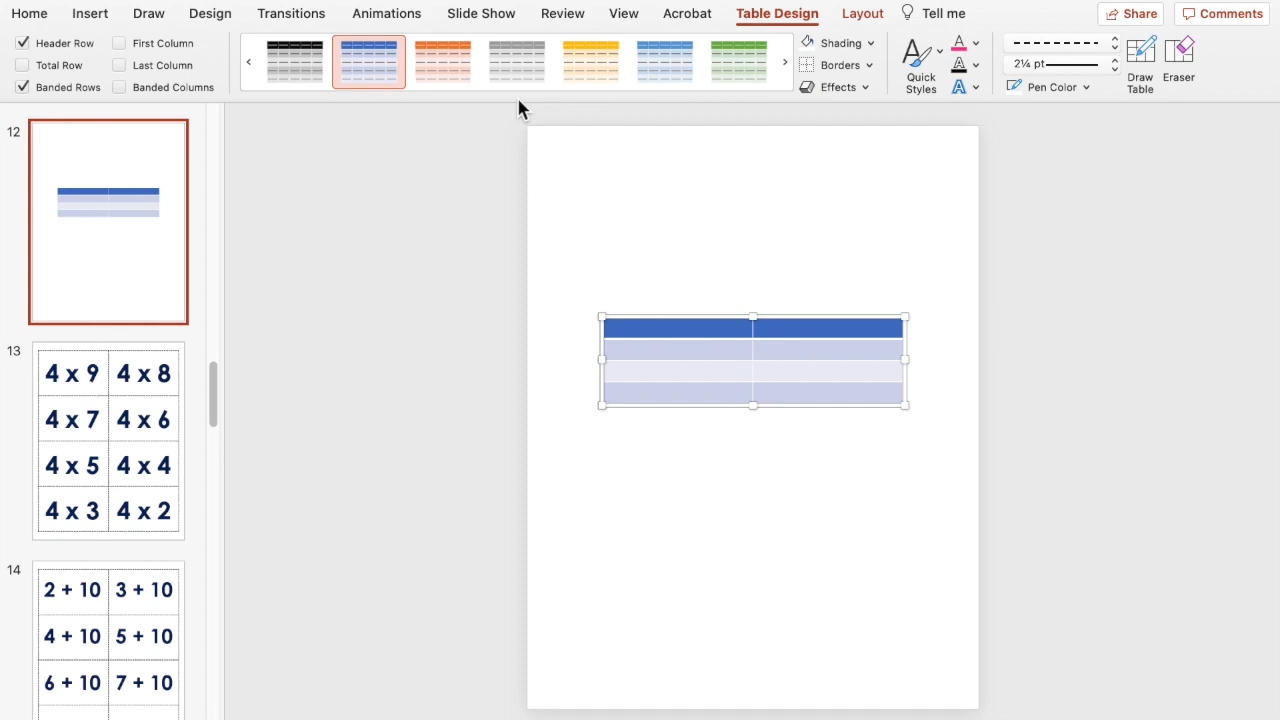 Home Insert Draw Design Transitions Animations Slide Show Review View Acrobat Table Design Layout Tell me Share Comments
Header Row First Column
Total Row Last Column
Banded Rows Banded Columns
Shading
Borders
Effects
Quick
Styles
2¼ pt
Pen Color
Draw
Table
Eraser
12
13
4 x 9 4 x 8
4 x 7 4 x 6
4 x 5 4 x 4
4 x 3 4 x 2
14
2 + 10 3 + 10
4 + 10 5 + 10
6 + 10 7 + 10